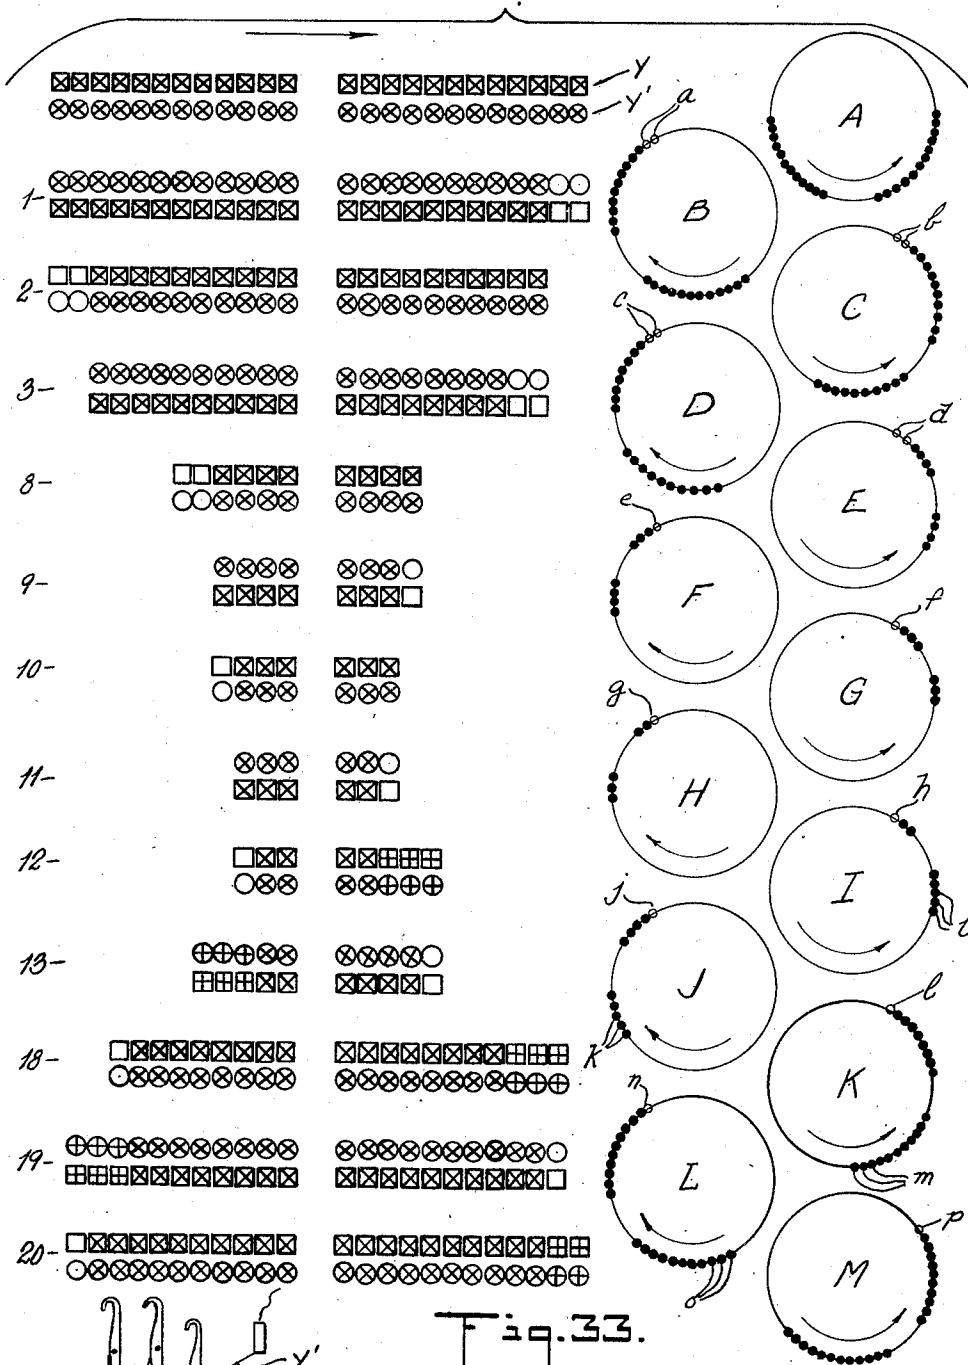 y
y'
a
A
1-
B
b
2-
C
c
3-
D
d
8-
E
e
9-
F
f
10-
G
g
11-
H
h
12-
I
j
13-
J
l
k
18-
K
n
19-
L
m
p
20-
M
o
Fig.33.
y'